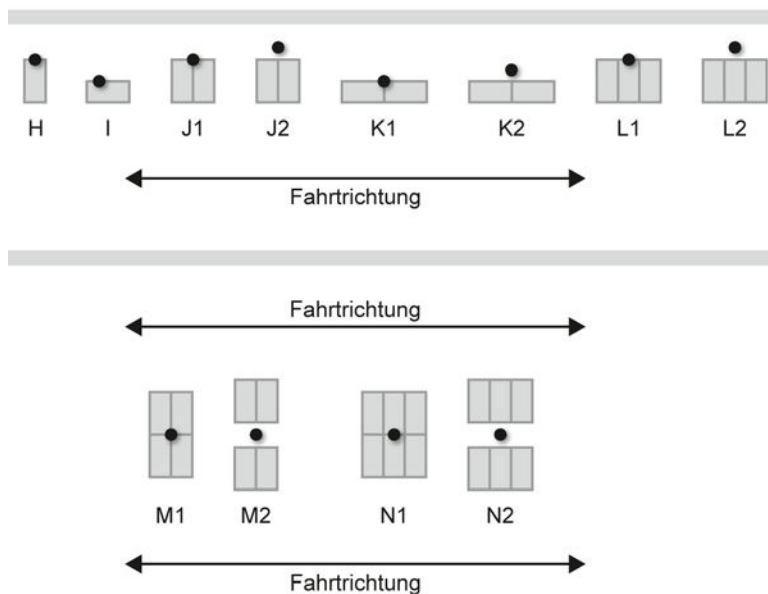 H I J1 J2 K1 K2 L1 L2
Fahrtrichtung
Fahrtrichtung
M1 M2 N1 N2
Fahrtrichtung